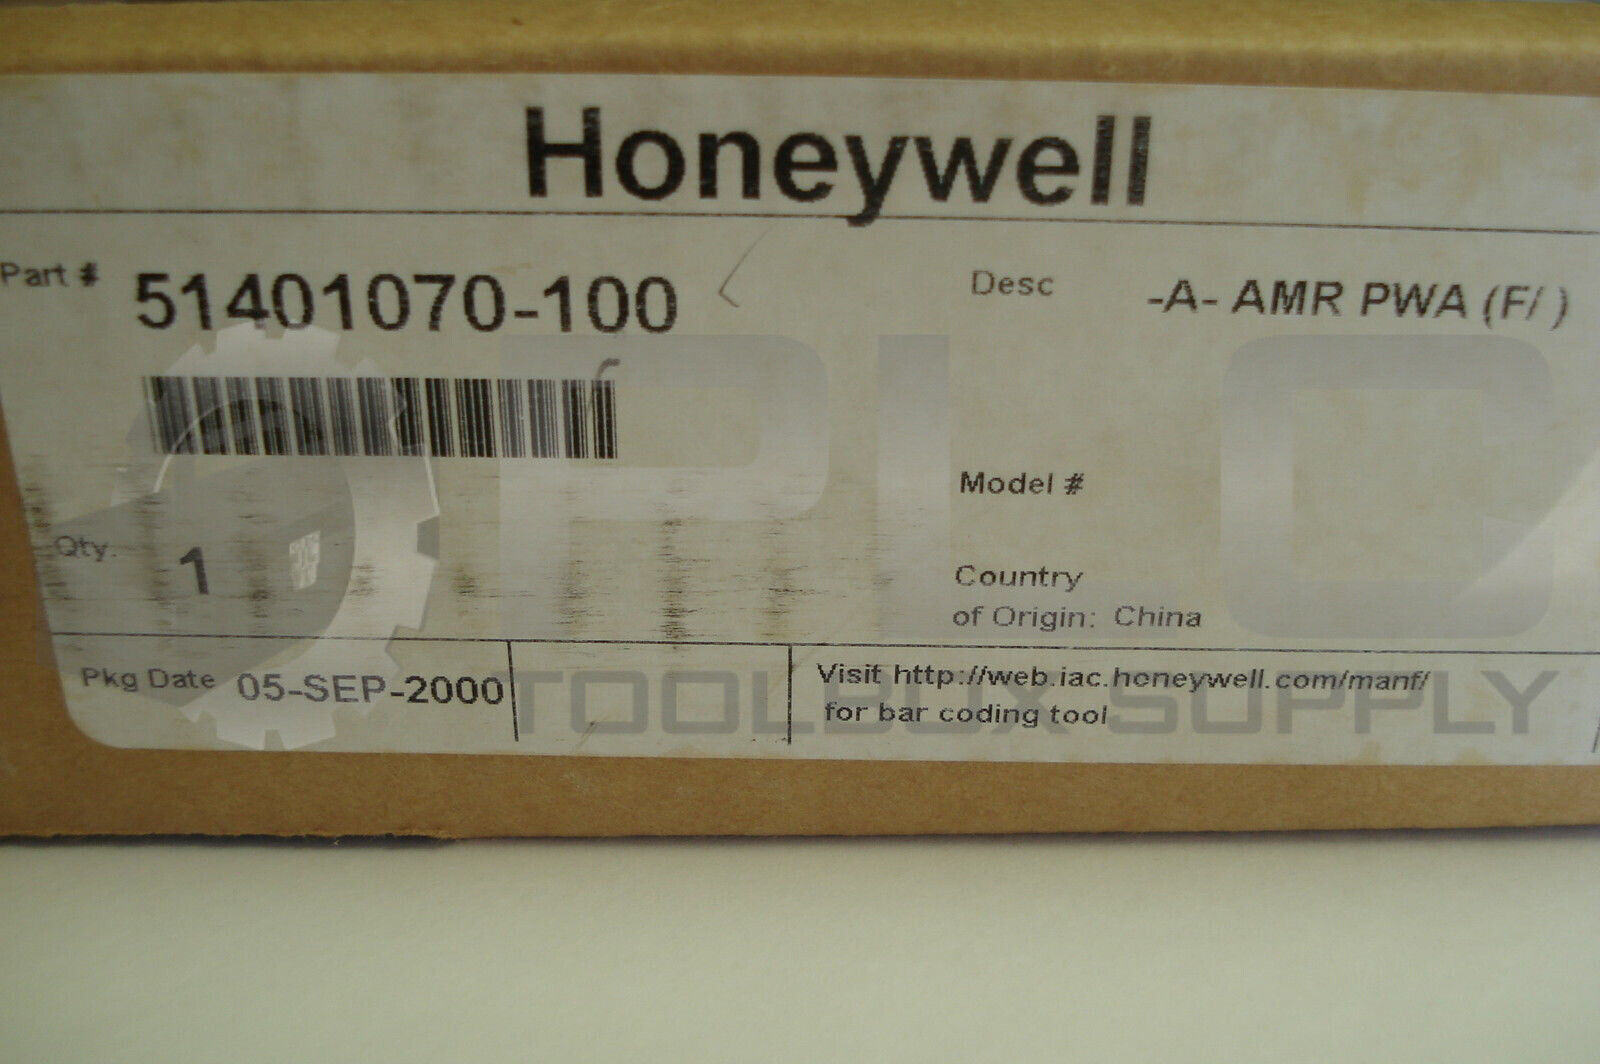 Honeywell
Part # 51401070-100
Desc -A- AMR PWA (F/ )
Model #
Qty. 1
Country
of Origin: China
Pkg Date 05-SEP-2000
Visit http://web.iac.honeywell.com/manf/
for bar coding tool
PLC
TOOLBOX SUPPLY